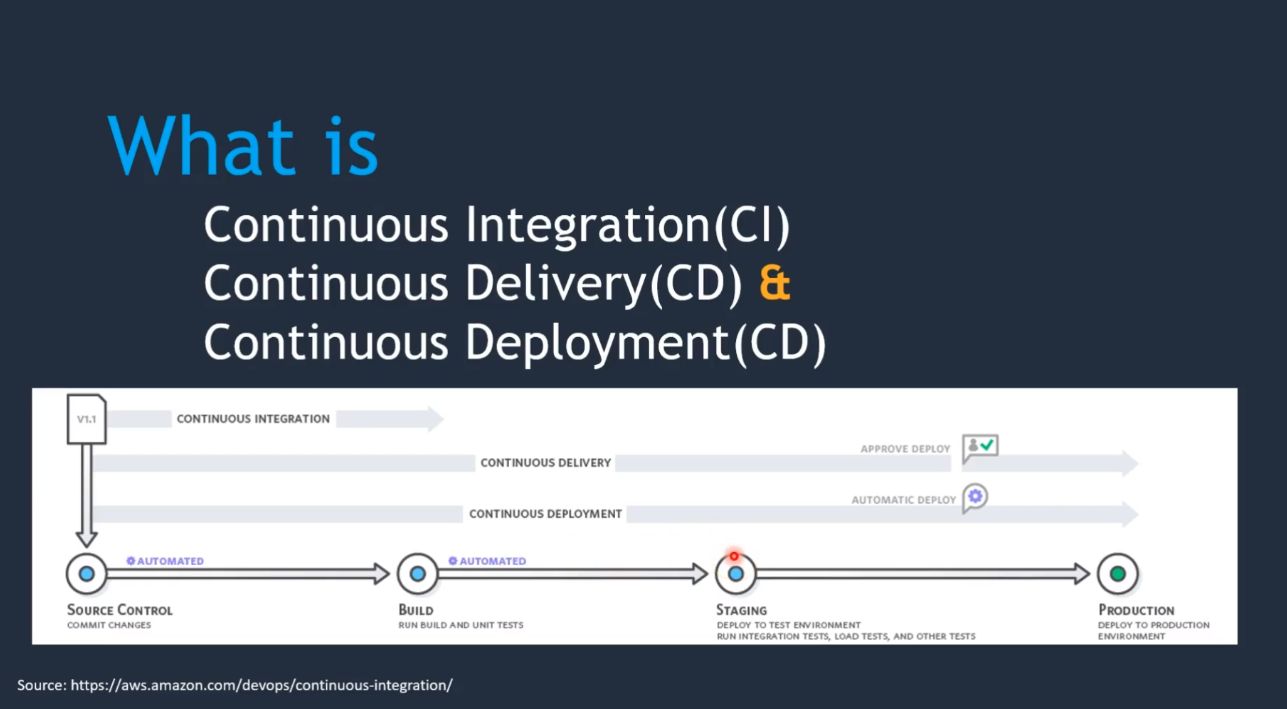 What is
Continuous Integration(CI)
Continuous Delivery(CD) &
Continuous Deployment(CD)
V1.1
CONTINUOUS INTEGRATION
APPROVE DEPLOY
CONTINUOUS DELIVERY
AUTOMATIC DEPLOY
CONTINUOUS DEPLOYMENT
AUTOMATED
AUTOMATED
SOURCE CONTROL
COMMIT CHANGES
BUILD
RUN BUILD AND UNIT TESTS
STAGING
DEPLOY TO TEST ENVIRONMENT
RUN INTEGRATION TESTS, LOAD TESTS, AND OTHER TESTS
PRODUCTION
DEPLOY TO PRODUCTION
ENVIRONMENT
Source: https://aws.amazon.com/devops/continuous-integration/